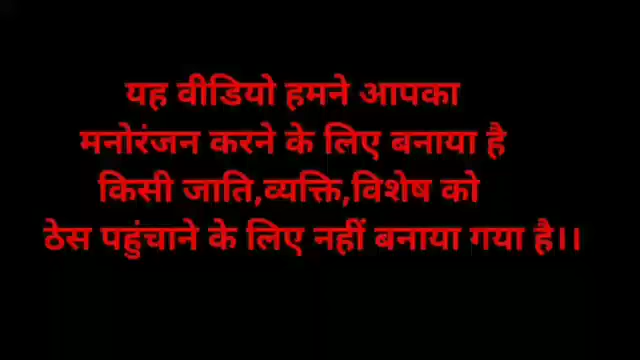 यह वीडियो हमने आपका
मनोरंजन करने के लिए बनाया है
किसी जाति,व्यक्ति,विशेष को
ठेस पहुंचाने के लिए नहीं बनाया गया है।।